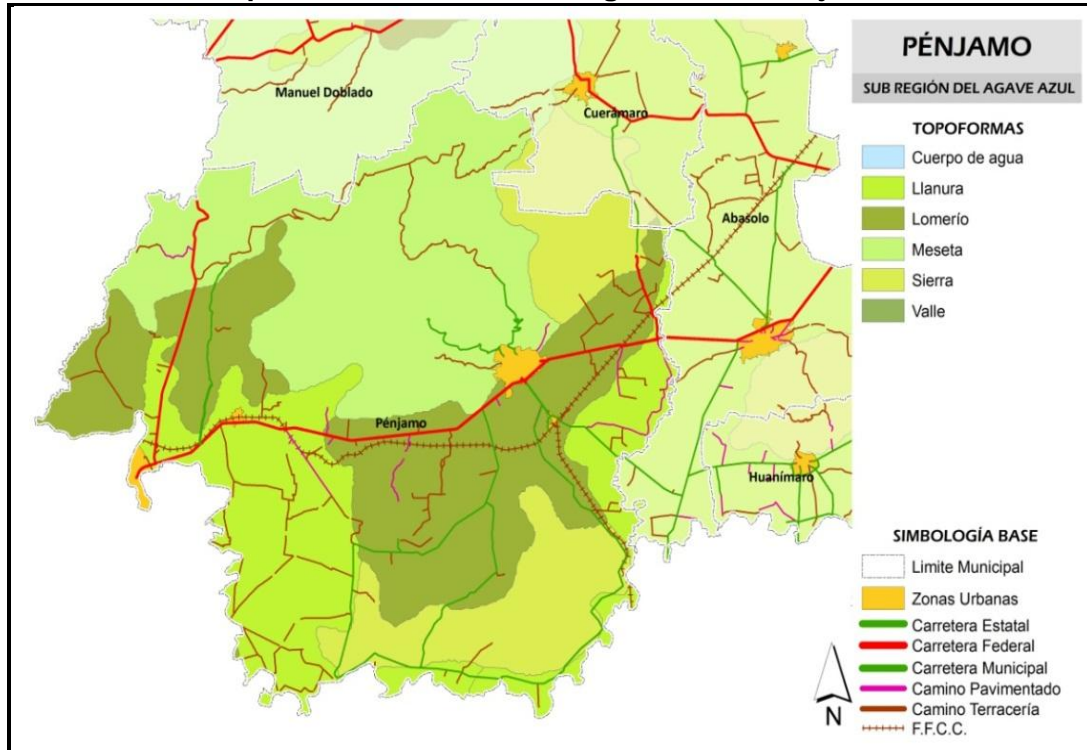 PÉNJAMO
SUB REGIÓN DEL AGAVE AZUL
TOPOFORMAS
Cuerpo de agua
Llanura
Lomerío
Meseta
Sierra
Valle
Manuel Doblado
Cuerámaro
Abasolo
Pénjamo
Huanímaro
SIMBOLOGÍA BASE
Limite Municipal
Zonas Urbanas
Carretera Estatal
Carretera Federal
Carretera Municipal
Camino Pavimentado
Camino Terracería
F.F.C.C.
N